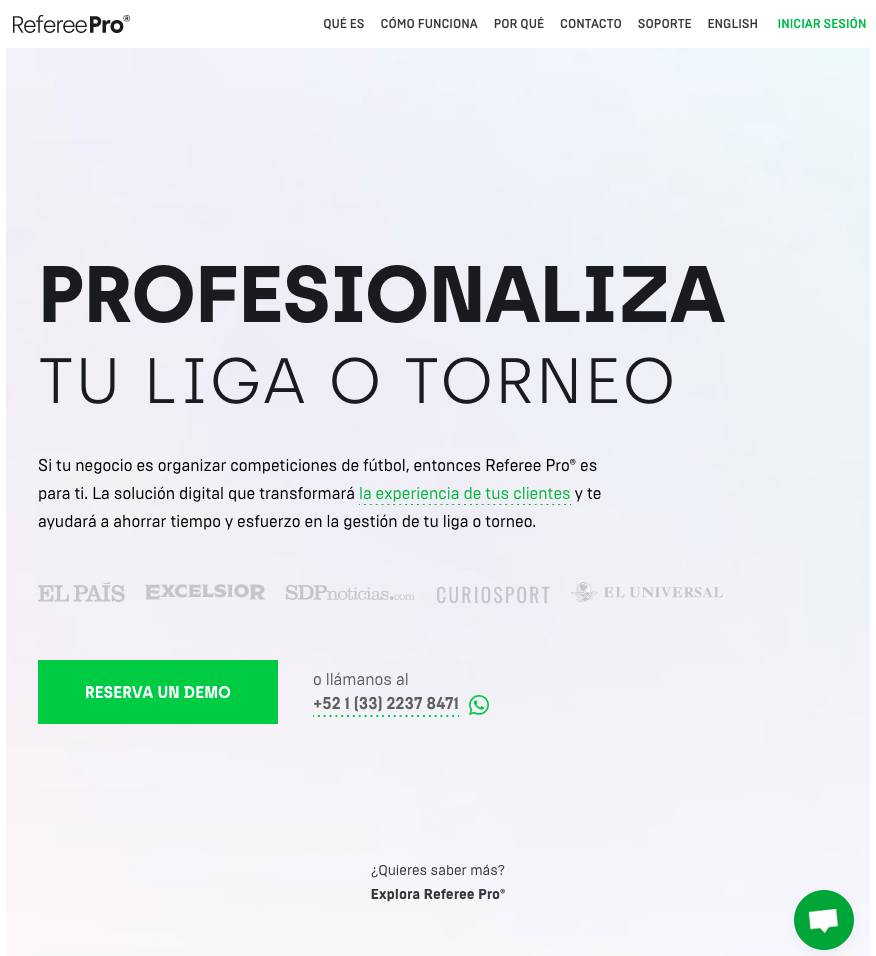 RefereePro®
QUÉ ES CÓMO FUNCIONA POR QUÉ CONTACTO SOPORTE ENGLISH INICIAR SESIÓN
PROFESIONALIZA
TU LIGA O TORNEO
Si tu negocio es organizar competiciones de fútbol, entonces Referee Pro® es
para ti. La solución digital que transformará la experiencia de tus clientes y te
ayudará a ahorrar tiempo y esfuerzo en la gestión de tu liga o torneo.
EL PAÍS EXCELSIOR SDPnoticias.com CURIOSPORT EL UNIVERSAL
RESERVA UN DEMO
o llámanos al
+52 1 (33) 2237 8471
¿Quieres saber más?
Explora Referee Pro®